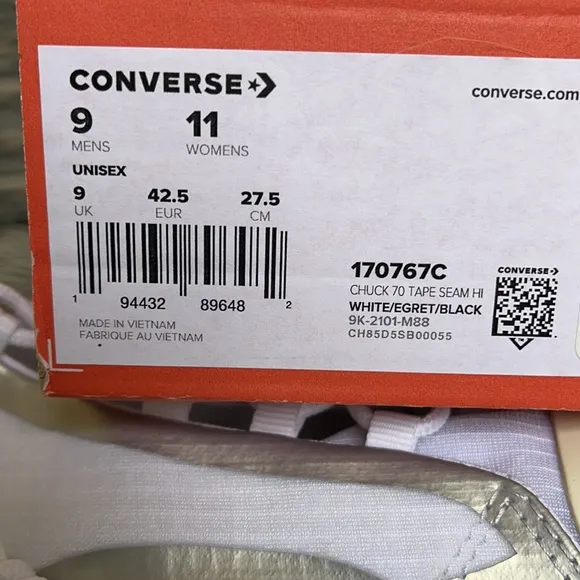 CONVERSE
converse.com
9 11
MENS WOMENS
UNISEX
9 42.5 27.5
UK EUR CM
1 94432 89648 2
MADE IN VIETNAM
FABRIQUE AU VIETNAM
170767C
CHUCK 70 TAPE SEAM HI
WHITE/EGRET/BLACK
9K-2101-M88
CH85D5SB00055
CONVERSE